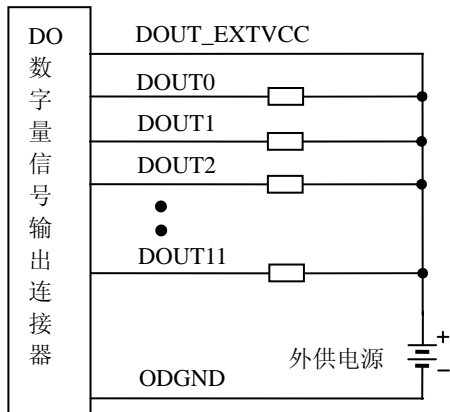 DO
数字量信号输出连接器
DOUT_EXTVCC
DOUT0
DOUT1
DOUT2
DOUT11
外供电源
+
−
ODGND